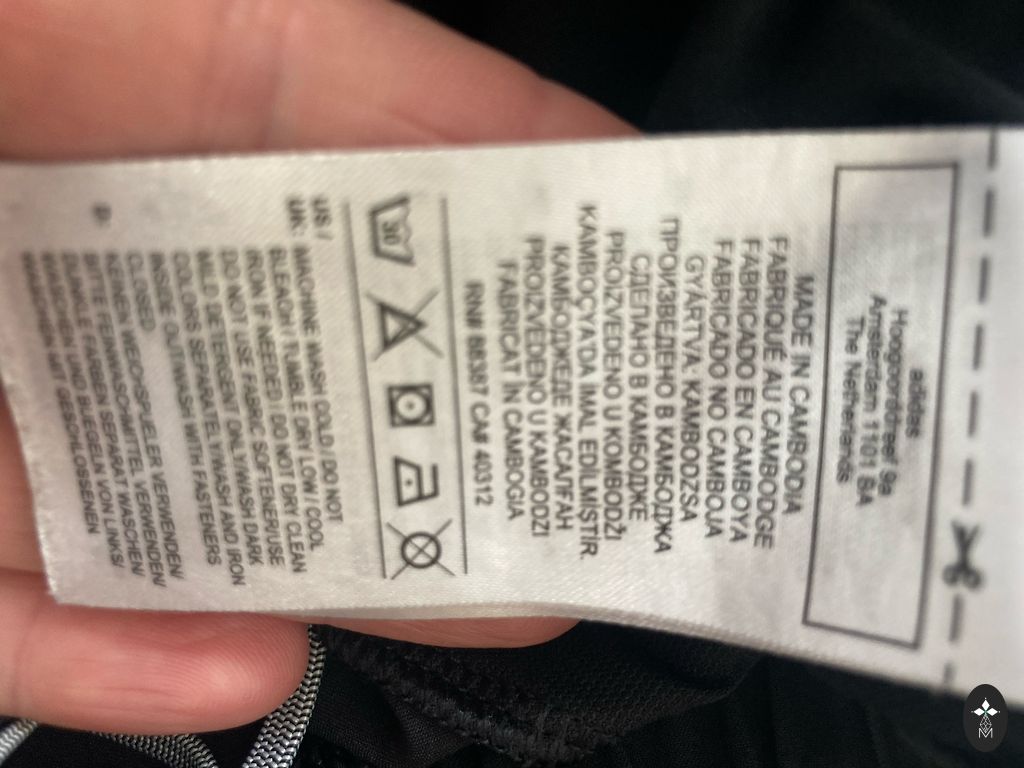 adidas
Hoogoorddreef 9a
Amsterdam 1101 BA
The Netherlands
MADE IN CAMBODIA
FABRIQUÉ AU CAMBODGE
FABRICADO EN CAMBOYA
FABRICADO NO CAMBOJA
GYÁRTVA: KAMBODZSA
ПРОИЗВЕДЕНО В КАМБОДЖА
СДЕЛАНО В КАМБОДЖЕ
PROIZVEDENO U KOMBODŽI.
KAMBOÇYA'DA MAL EDİLMİŞTİR.
КАМБОДЖЕДЕ ЖАСАЛҒАН
PROIZVEDENO U KAMBODZI
FABRICAT ÎN CAMBOGIA
RN# 88387 CA# 40312
30
US /
UK: MACHINE WASH COLD / DO NOT
BLEACH / TUMBLE DRY LOW / COOL
IRON IF NEEDED / DO NOT DRY CLEAN
DO NOT USE FABRIC SOFTENER/USE
MILD DETERGENT ONLY/WASH DARK
COLORS SEPARATELY/WASH AND IRON
INSIDE OUT/WASH WITH FASTENERS
CLOSED
D: KEINEN WEICHSPUELER VERWENDEN/
BITTE FEINWASCHMITTEL VERWENDEN/
DUNKLE FARBEN SEPARAT WASCHEN/
WASCHEN UND BUEGELN VON LINKS/
WASCHEN MIT GESCHLOSSENEN
M